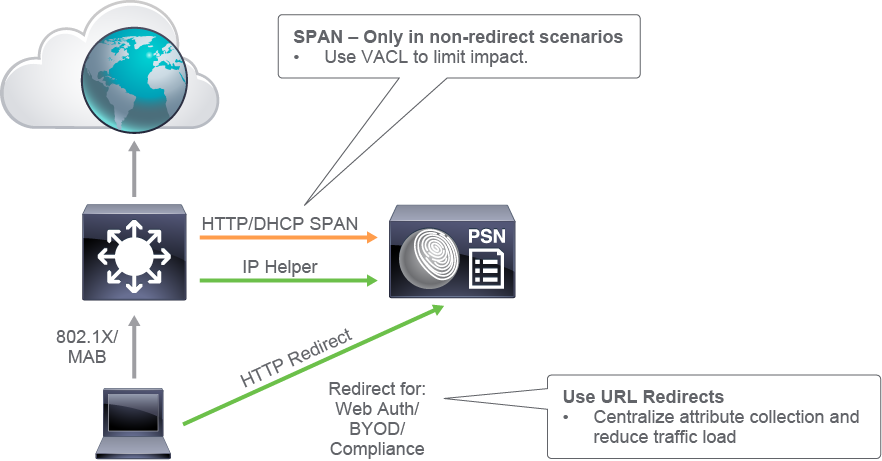 SPAN – Only in non-redirect scenarios
• Use VACL to limit impact.
HTTP/DHCP SPAN
PSN
IP Helper
802.1X/
MAB
HTTP Redirect
Redirect for:
Web Auth/
BYOD/
Compliance
Use URL Redirects
• Centralize attribute collection and
reduce traffic load